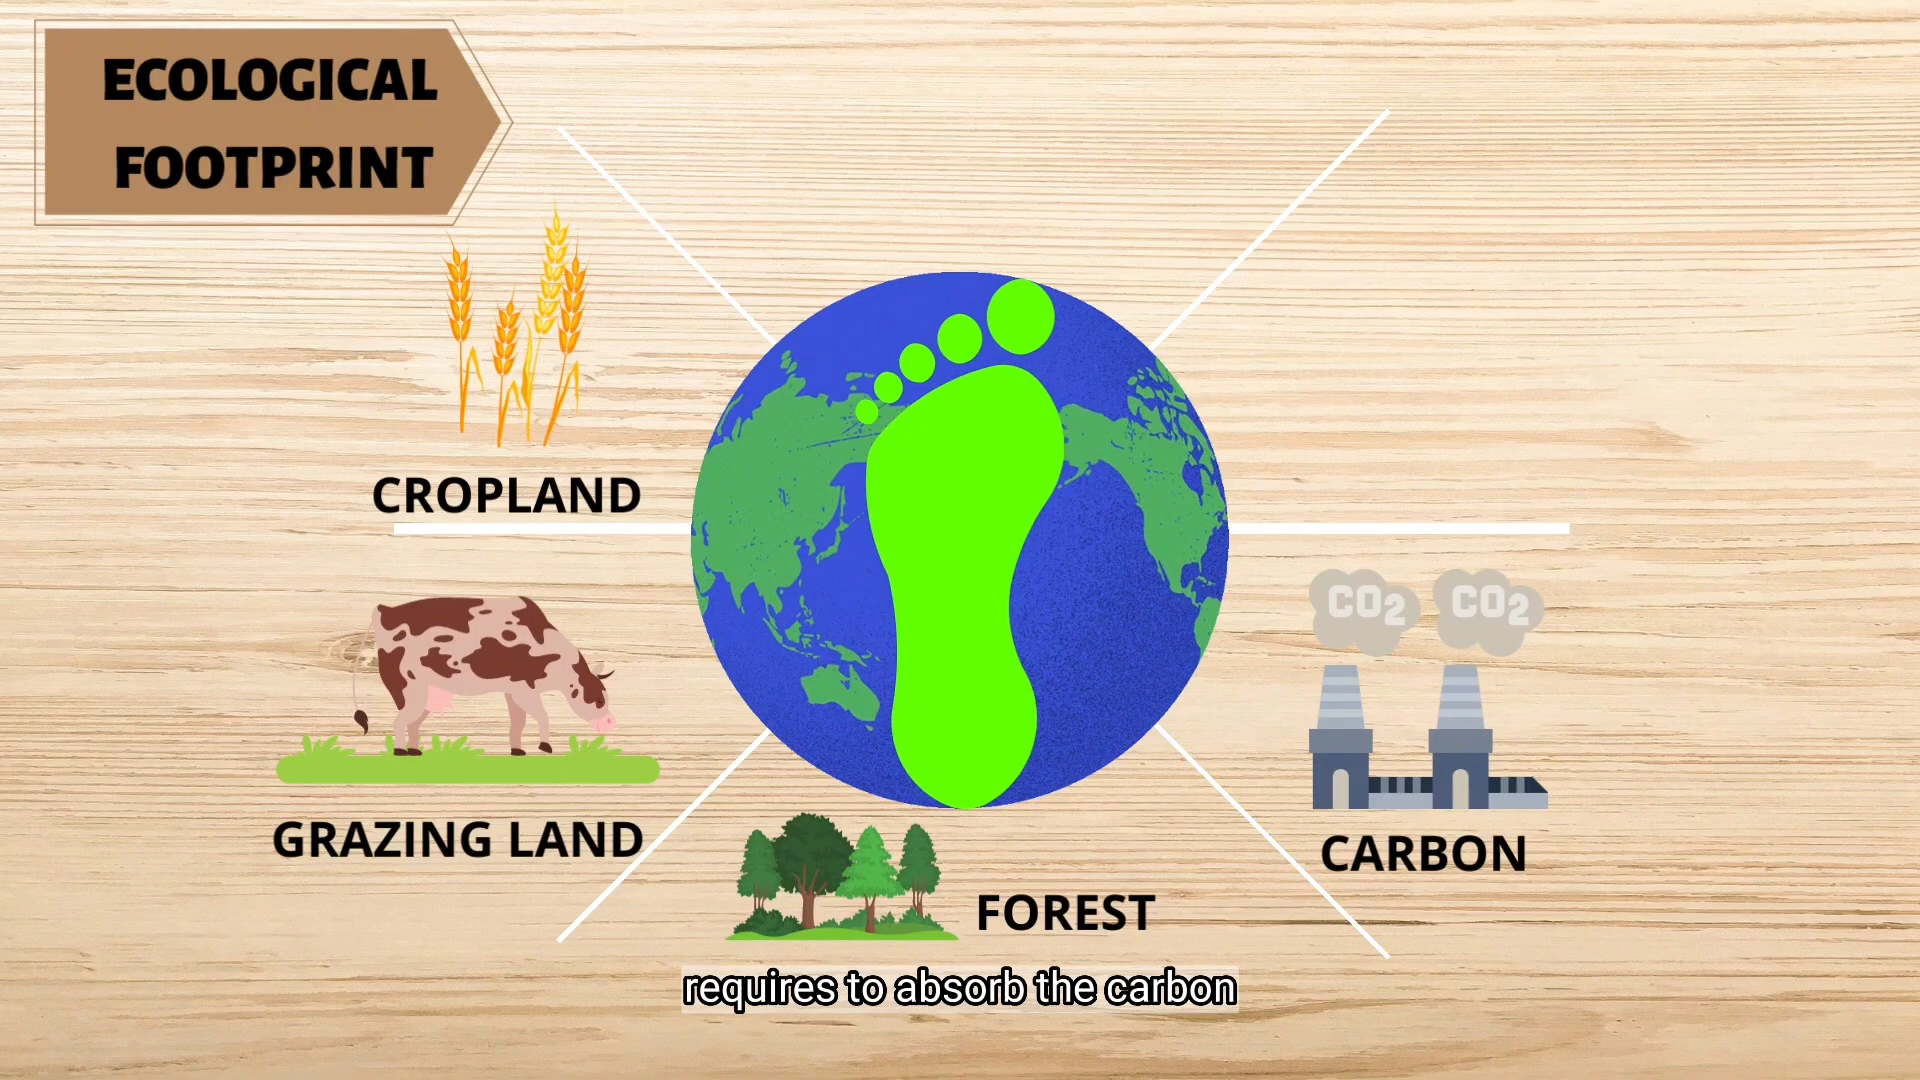 ECOLOGICAL
FOOTPRINT
CROPLAND
CO2 CO2
GRAZING LAND
CARBON
FOREST
requires to absorb the carbon